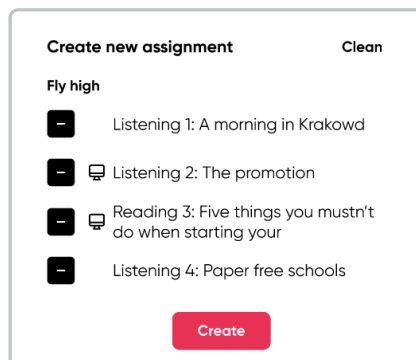 Create new assignment Clean
Fly high
Listening 1: A morning in Krakowd
Listening 2: The promotion
Reading 3: Five things you mustn't
do when starting your
Listening 4: Paper free schools
Create